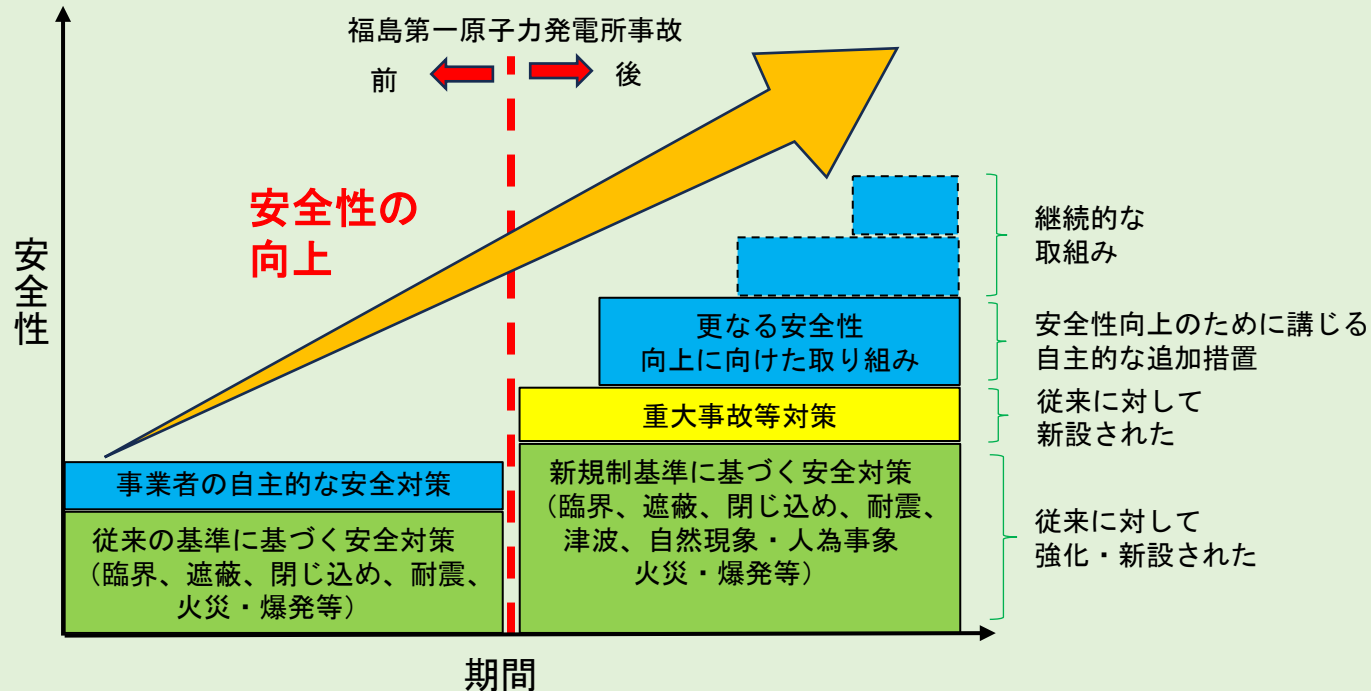 福島第一原子力発電所事故
前
後
安全性の
向上
安全性
継続的な
取組み
更なる安全性
向上に向けた取り組み
安全性向上のために講じる
自主的な追加措置
重大事故等対策
従来に対して
新設された
事業者の自主的な安全対策
従来の基準に基づく安全対策
（臨界、遮蔽、閉じ込め、耐震、
火災・爆発等）
新規制基準に基づく安全対策
（臨界、遮蔽、閉じ込め、耐震、
津波、自然現象・人為事象
火災・爆発等）
従来に対して
強化・新設された
期間